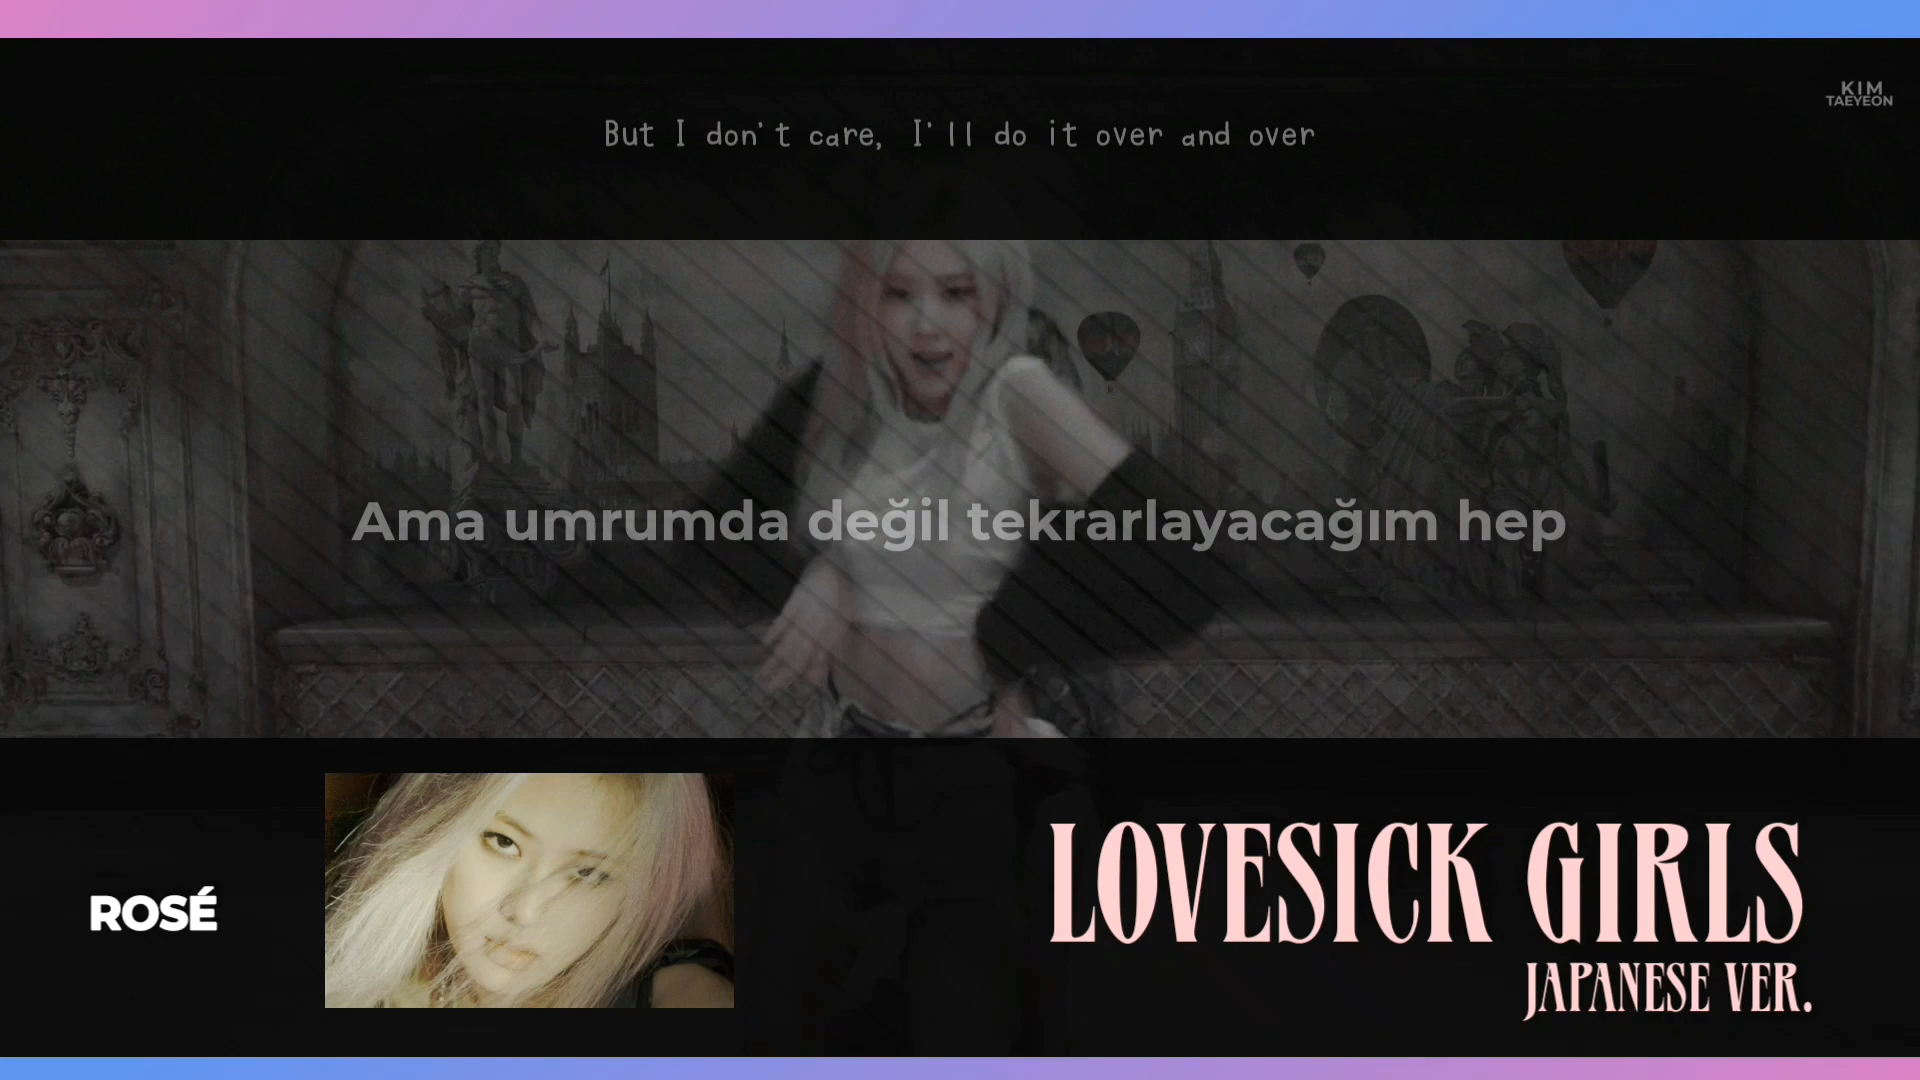 KIM
TAEYEON
But I don't care, I'll do it over and over
Ama umrumda değil tekrarlayacağım hep
ROSÉ
LOVESICK GIRLS
JAPANESE VER.